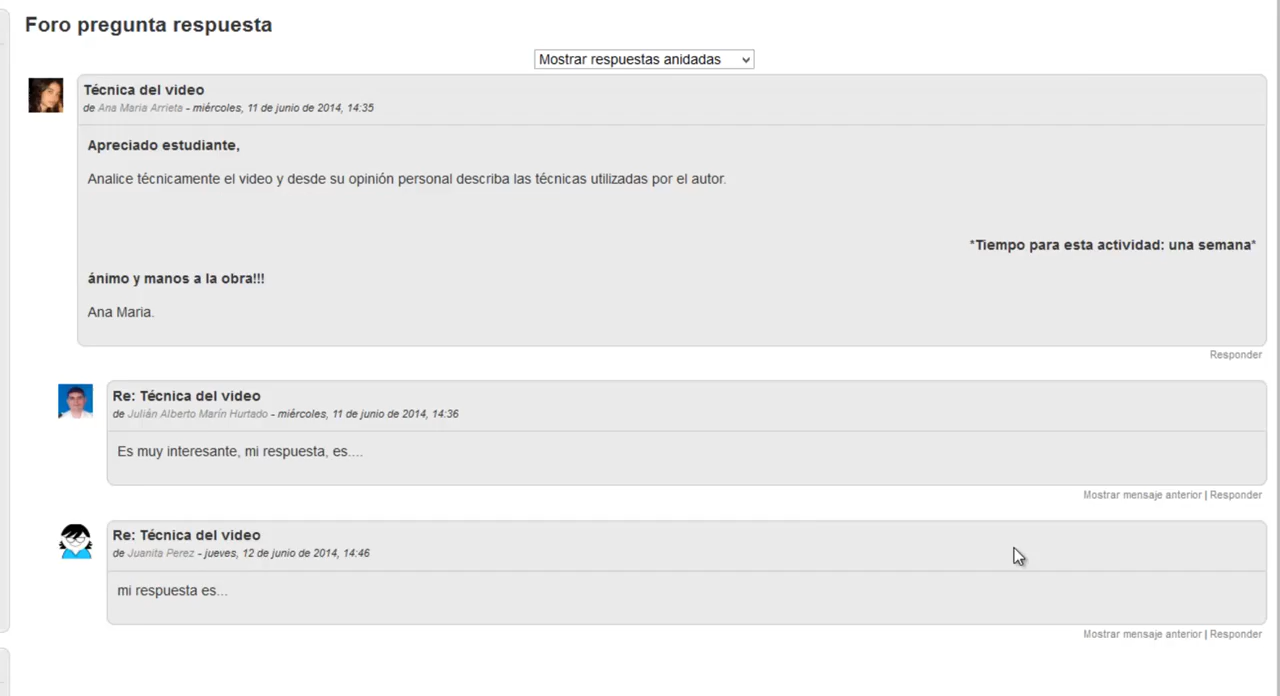 Foro pregunta respuesta
Mostrar respuestas anidadas
Técnica del video
de Ana Maria Arrieta - miércoles, 11 de junio de 2014, 14:35
Apreciado estudiante,
Analice técnicamente el video y desde su opinión personal describa las técnicas utilizadas por el autor.
*Tiempo para esta actividad: una semana*
ánimo y manos a la obra!!!
Ana Maria.
Responder
Re: Técnica del video
de Julián Alberto Marín Hurtado - miércoles, 11 de junio de 2014, 14:36
Es muy interesante, mi respuesta, es....
Mostrar mensaje anterior | Responder
Re: Técnica del video
de Juanita Perez - jueves, 12 de junio de 2014, 14:46
mi respuesta es...
Mostrar mensaje anterior | Responder